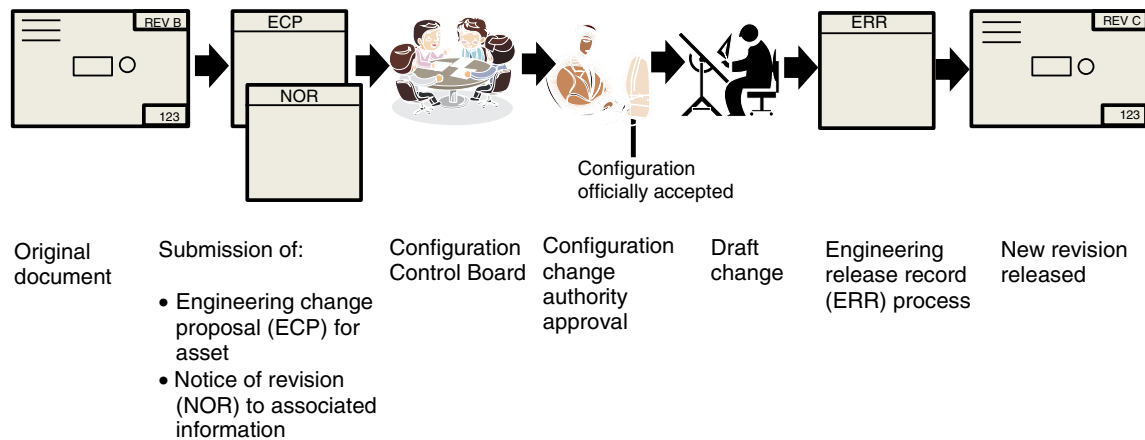 REV B
123
ECP
NOR
ERR
REV C
123
Configuration
officially accepted
Original
document
Submission of:
• Engineering change
proposal (ECP) for
asset
• Notice of revision
(NOR) to associated
information
Configuration
Control Board
Configuration
change
authority
approval
Draft
change
Engineering
release record
(ERR) process
New revision
released